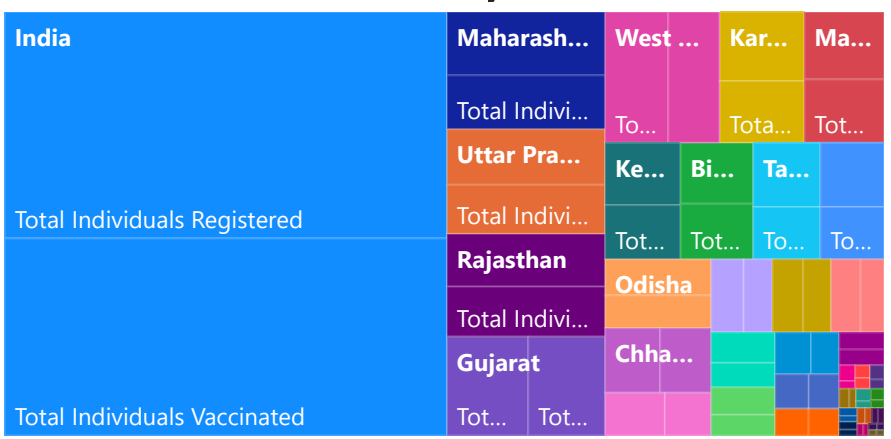 India
Total Individuals Registered
Total Individuals Vaccinated
Maharash...
Total Indivi...
Uttar Pra...
Total Indivi...
Rajasthan
Total Indivi...
Gujarat
Tot... Tot...
West ...
To...
Kar...
Tota...
Ma...
Tot...
Ke...
Tot...
Bi...
Tot...
Ta...
To...
To...
Odisha
Chha...